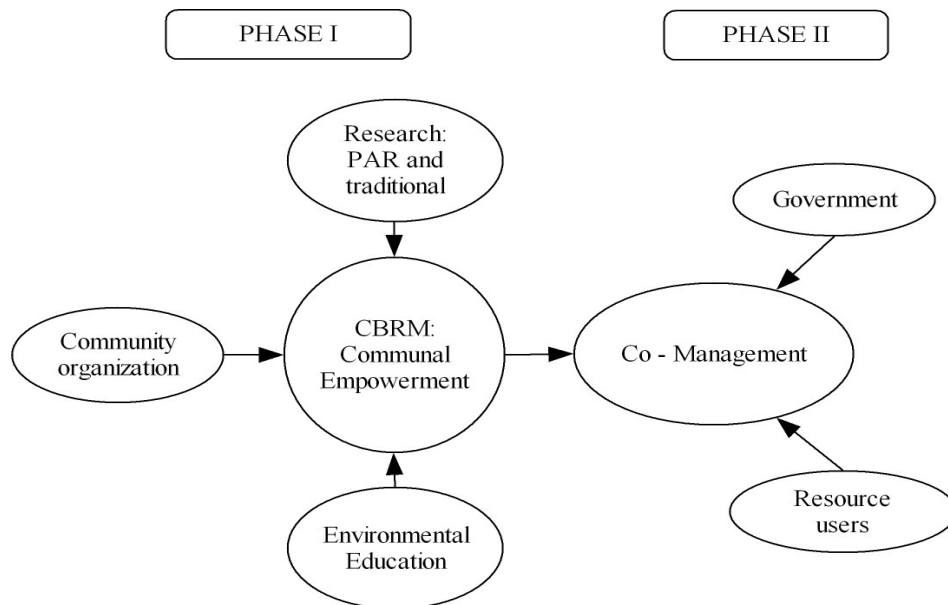 PHASE I
PHASE II
Research:
PAR and
traditional
Government
Community
organization
CBRM:
Communal
Empowerment
Co - Management
Environmental
Education
Resource
users